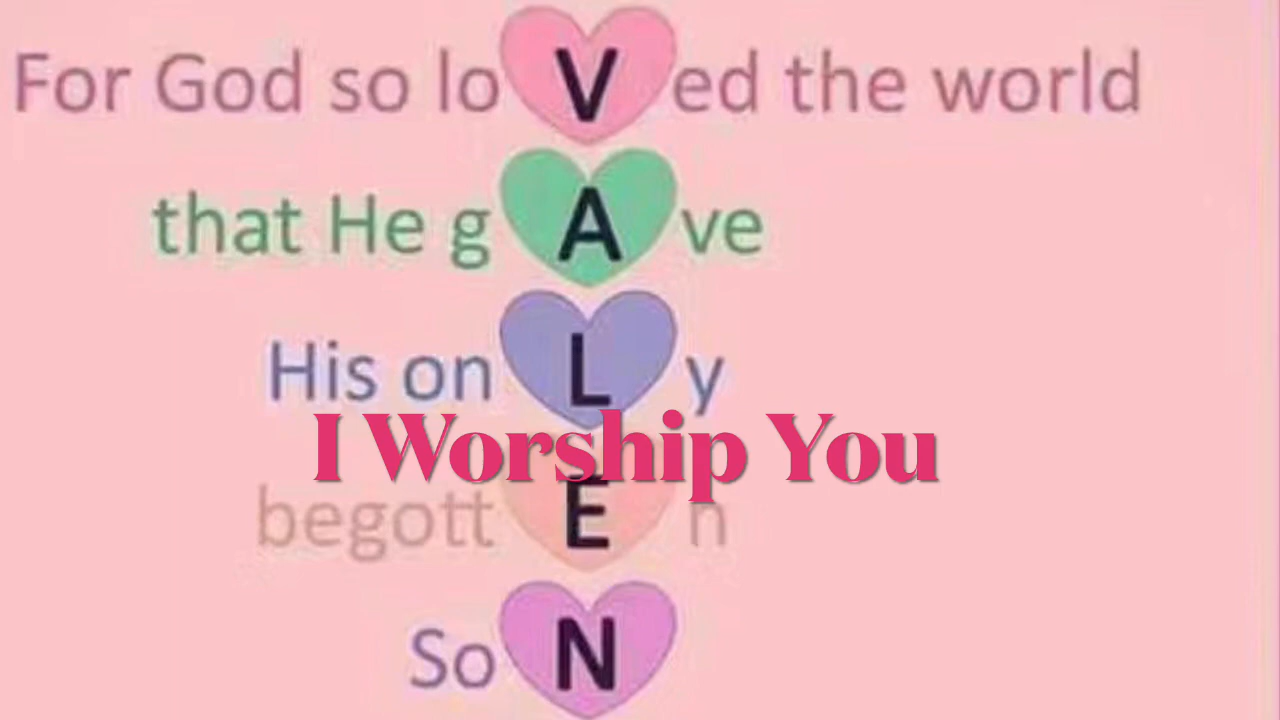 For God so loVed the world
that He gAve
His onLy
I Worship You
begottEn
SoN